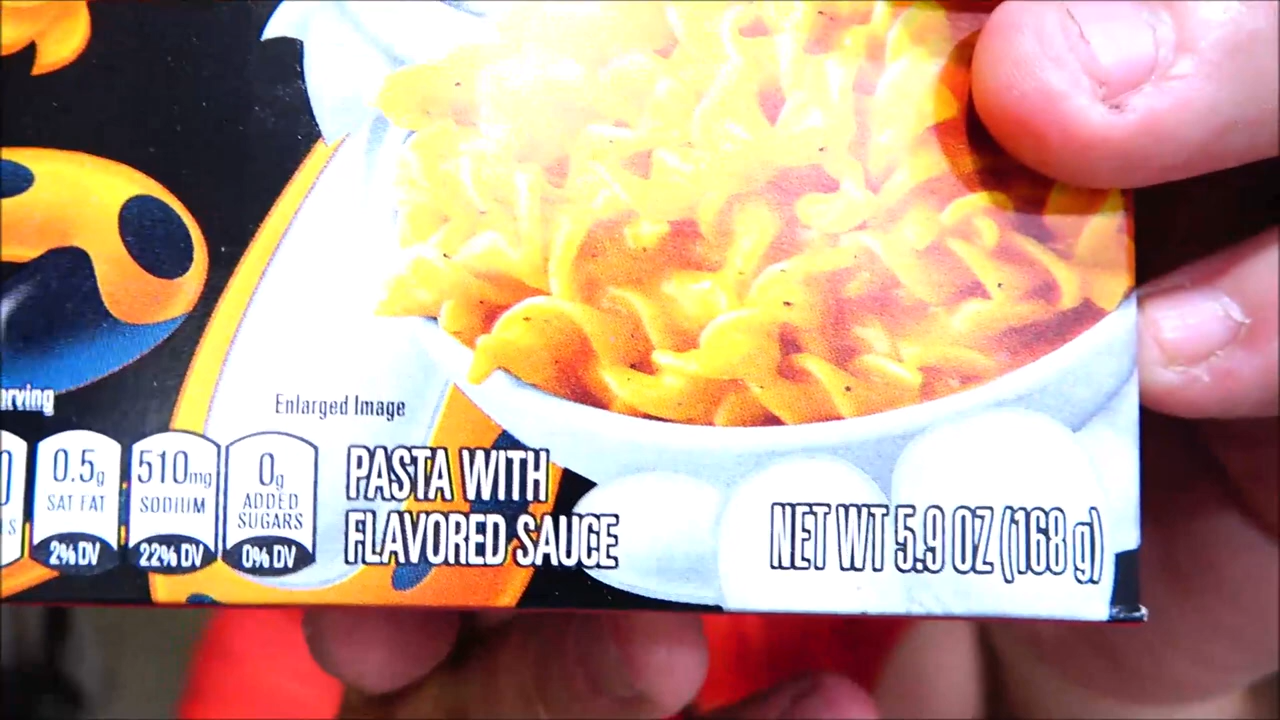 Enlarged Image
0.5g
SAT FAT
2% DV
510mg
SODIUM
22% DV
0g
ADDED
SUGARS
0% DV
PASTA WITH
FLAVORED SAUCE
NET WT 5.9 OZ (168 g)